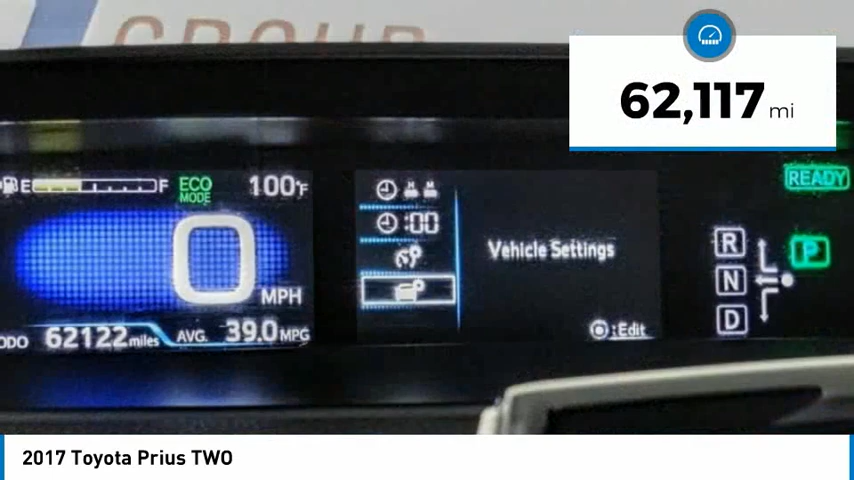 GROUP
62,117 mi
E F ECO MODE 100°F
0 MPH
ODO 62122 miles AVG. 39.0 MPG
:00
Vehicle Settings
:Edit
READY
R
N
D
P
2017 Toyota Prius TWO